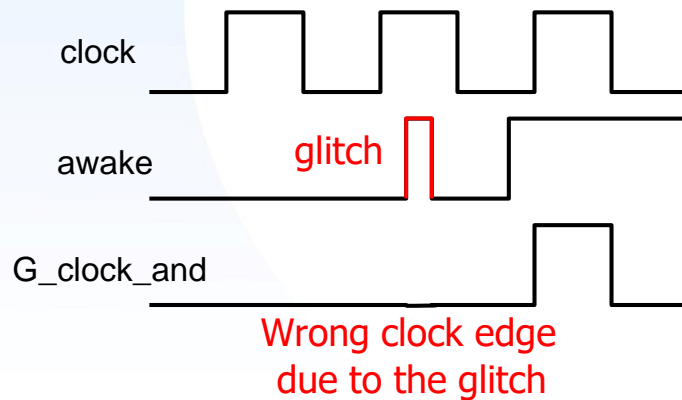 clock
glitch
awake
G_clock_and
Wrong clock edge
due to the glitch